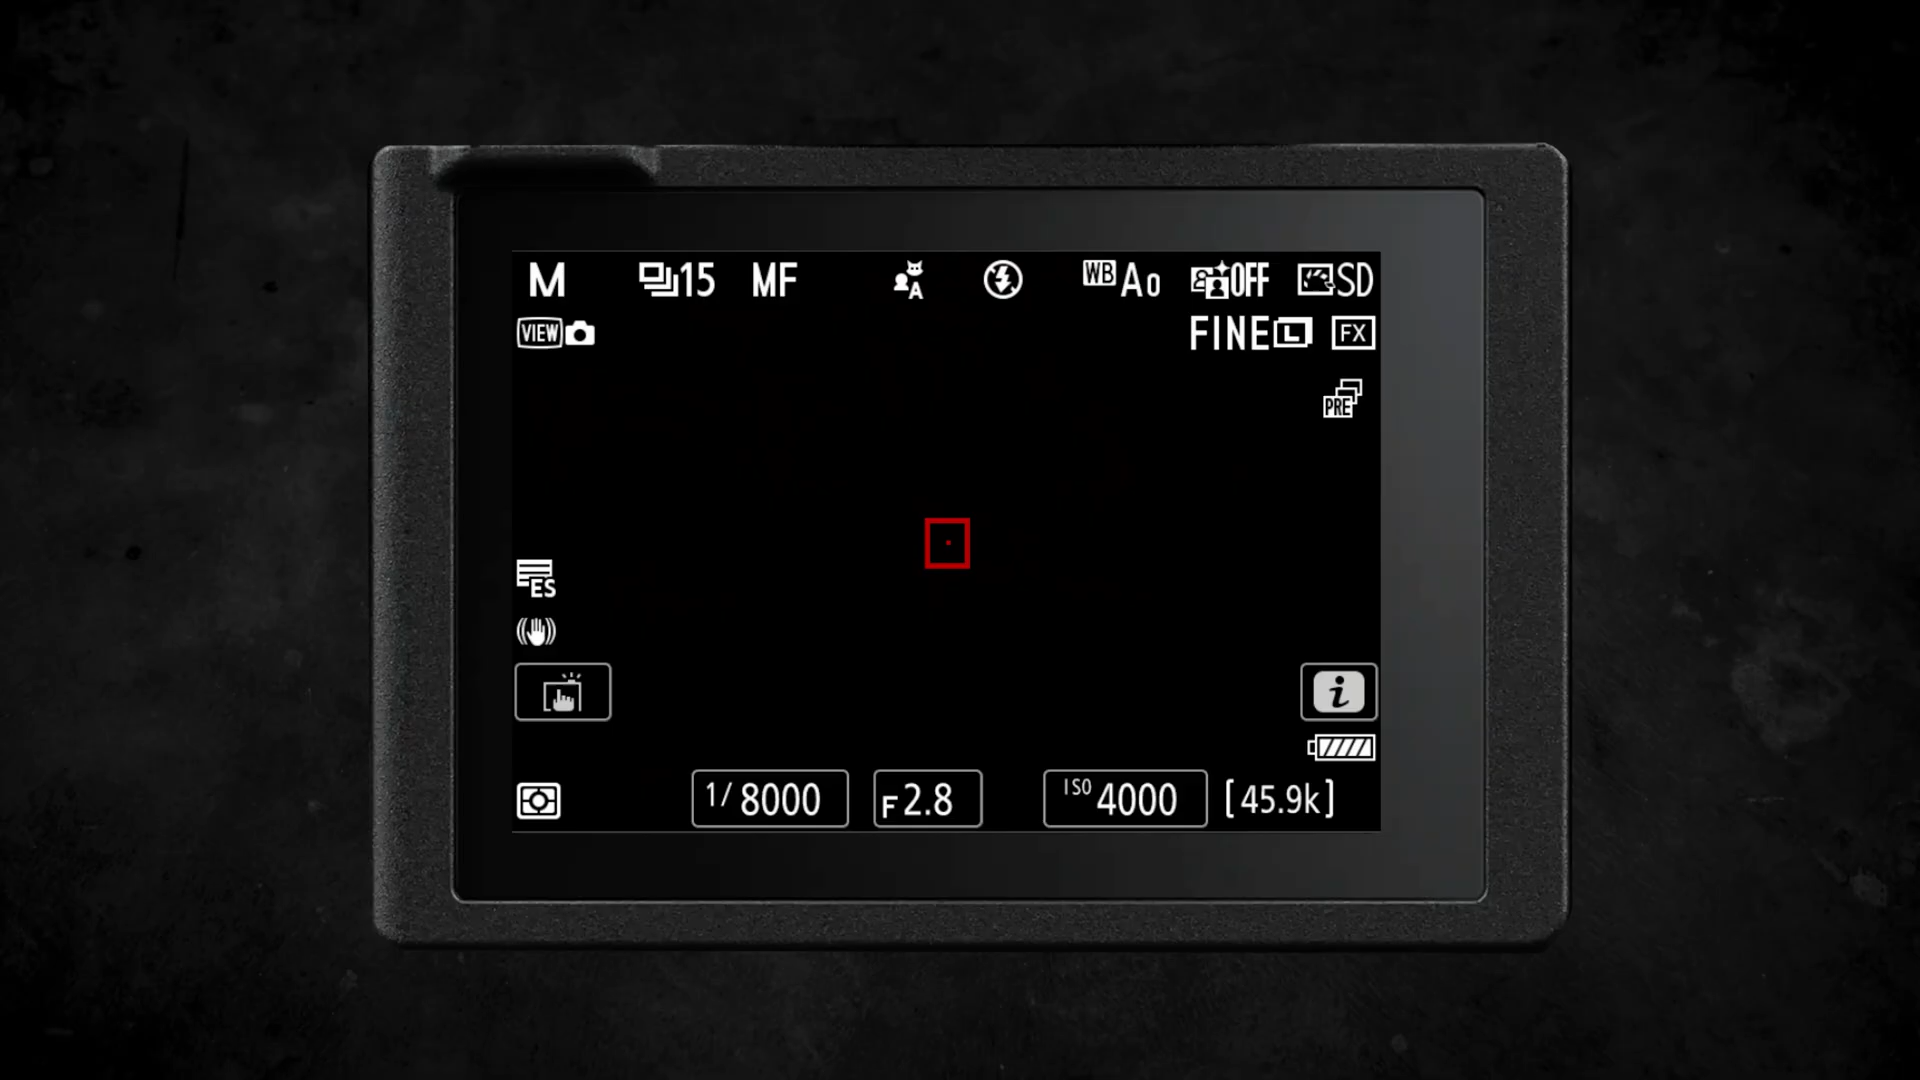 M 15 MF A WB A0 OFF SD
VIEW FINE L FX
PRE
ES
i
1/8000 F2.8 ISO 4000 [45.9k]